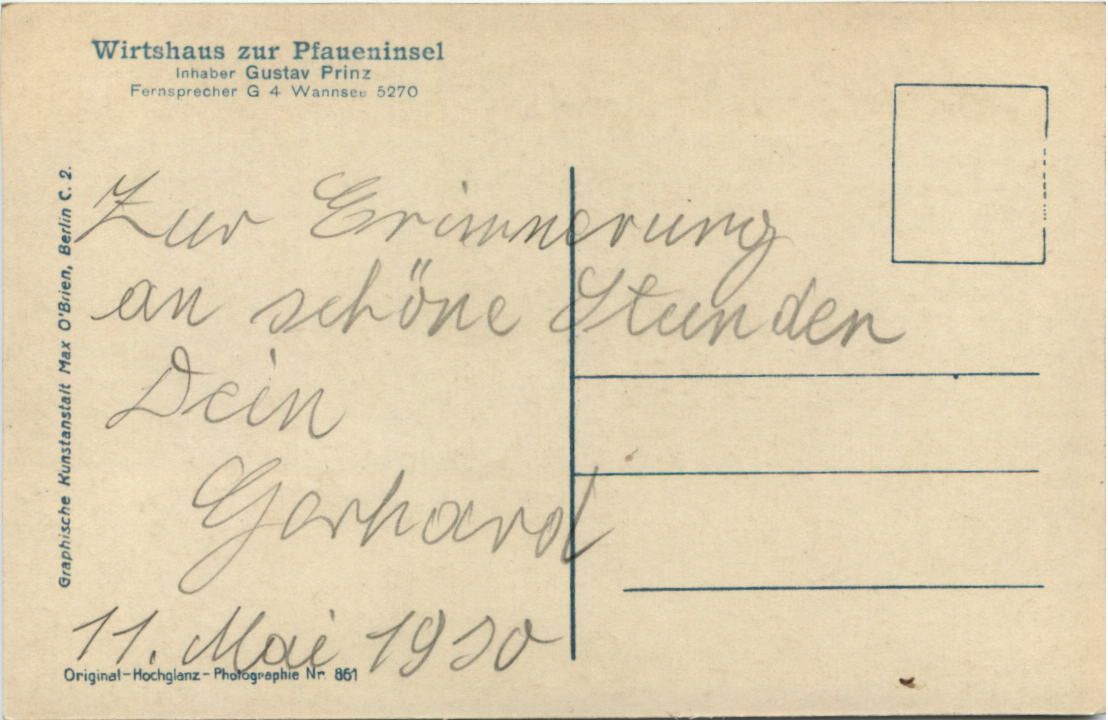 Wirtshaus zur Pfaueninsel
Inhaber Gustav Prinz
Fernsprecher G 4 Wannsee 5270
Graphische Kunstanstalt Max O'Brien, Berlin C. 2.
Zur Erinnerung
an schöne Stunden
Dein
Gerhard
11. Mai 1930
Original-Hochglanz-Photographie Nr. 861